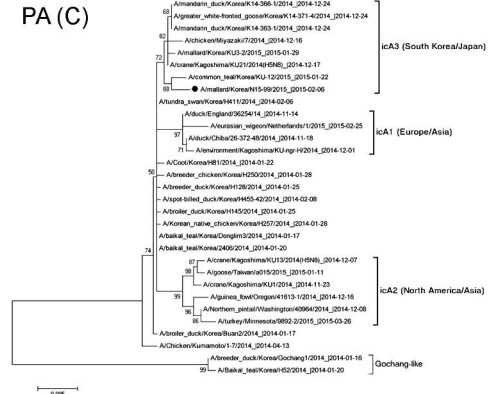 PA (C)
A/mandarin_duck/Korea/K14-366-1/2014_|2014-12-24
68
A/greater_white-fronted_goose/Korea/K14-371-4/2014_|2014-12-24
A/mandarin_duck/Korea/K14-363-1/2014_|2014-12-24
82
A/chicken/Miyazaki/7/2014_|2014-12-16
icA3 (South Korea/Japan)
A/mallard/Korea/KU3-2/2015_|2015-01-29
72
A/crane/Kagoshima/KU21/2014(H5N8)_|2014-12-17
A/common_teal/Korea/KU-12/2015_|2015-01-22
88
A/mallard/Korea/N15-99/2015_|2015-02-06
A/tundra_swan/Korea/H411/2014_|2014-02-06
A/duck/England/36254/14_|2014-11-14
A/eurasian_wigeon/Netherlands/1/2015_|2015-02-25
icA1 (Europe/Asia)
97
A/duck/Chiba/26-372-48/2014_|2014-11-18
71
A/environment/Kagoshima/KU-ngr-H/2014_|2014-12-01
A/Coot/Korea/H81/2014_|2014-01-22
50
A/breeder_chicken/Korea/H250/2014_|2014-01-28
A/breeder_duck/Korea/H128/2014_|2014-01-25
A/spot-billed_duck/Korea/H455-42/2014_|2014-02-08
A/broiler_duck/Korea/H145/2014_|2014-01-25
A/Korean_native_chicken/Korea/H257/2014_|2014-01-28
A/baikal_teal/Korea/Donglim3/2014_|2014-01-17
74
A/baikal_teal/Korea/2406/2014_|2014-01-20
87
A/crane/Kagoshima/KU13/2014(H5N8)_|2014-12-07
98
A/goose/Taiwan/a015/2015_|2015-01-11
A/crane/Kagoshima/KU1/2014_|2014-11-23
icA2 (North America/Asia)
99
A/guinea_fowl/Oregon/41613-1/2014_|2014-12-16
96
A/Northern_pintail/Washington/40964/2014_|2014-12-08
86
A/turkey/Minnesota/9892-2/2015_|2015-03-26
A/broiler_duck/Korea/Buan2/2014_|2014-01-17
A/Chicken/Kumamoto/1-7/2014_|2014-04-13
A/breeder_duck/Korea/Gochang1/2014_|2014-01-16
Gochang-like
99
A/Baikal_teal/Korea/H52/2014_|2014-01-20
0.005